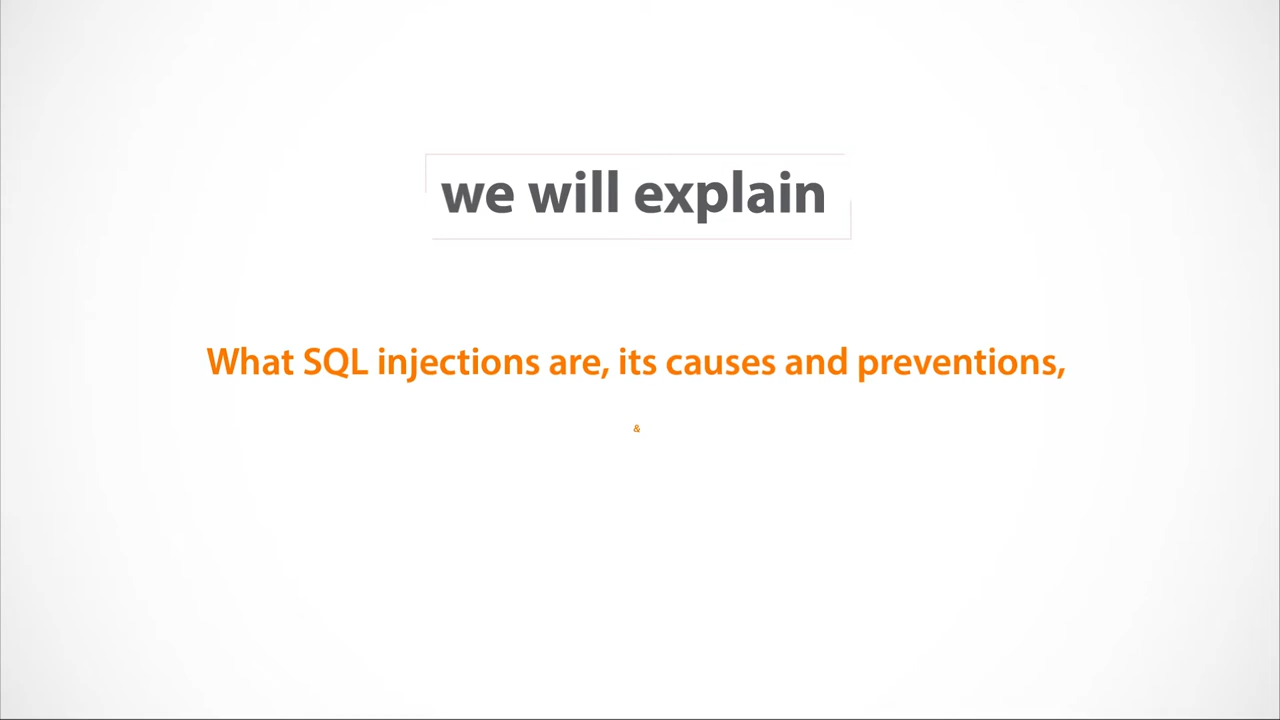 we will explain
What SQL injections are, its causes and preventions,
&